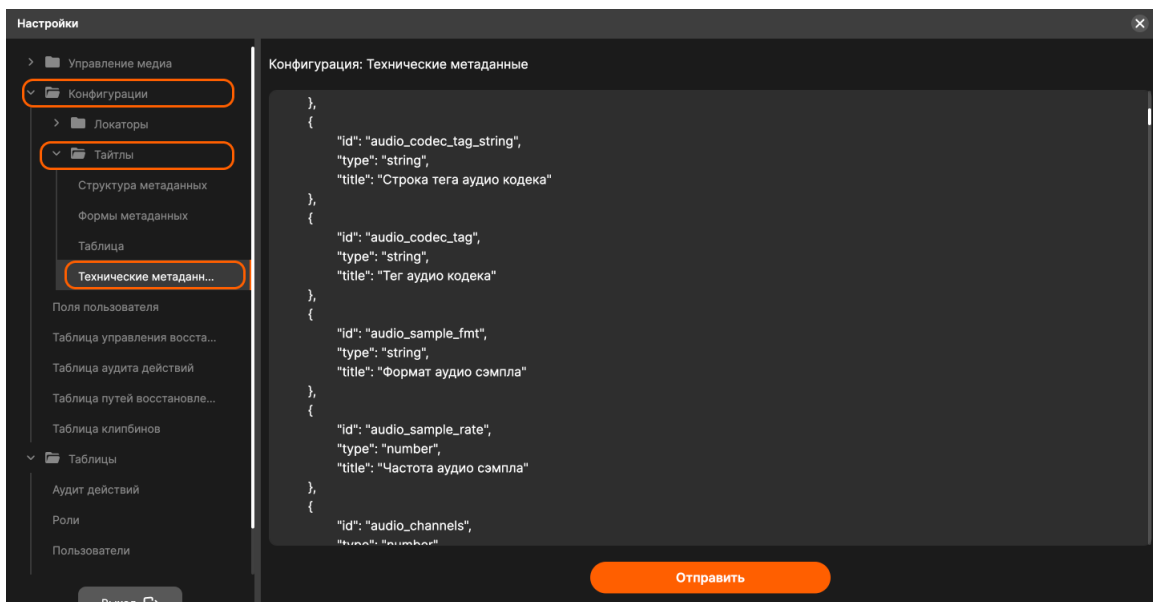 Настройки
Управление медиа
Конфигурации
Локаторы
Тайтлы
Структура метаданных
Формы метаданных
Таблица
Технические метаданн...
Поля пользователя
Таблица управления восста...
Таблица аудита действий
Таблица путей восстановле...
Таблица клипбинов
Таблицы
Аудит действий
Роли
Пользователи
Выход
Конфигурация: Технические метаданные
},
{
"id": "audio_codec_tag_string",
"type": "string",
"title": "Строка тега аудио кодека"
},
{
"id": "audio_codec_tag",
"type": "string",
"title": "Тег аудио кодека"
},
{
"id": "audio_sample_fmt",
"type": "string",
"title": "Формат аудио сэмпла"
},
{
"id": "audio_sample_rate",
"type": "number",
"title": "Частота аудио сэмпла"
},
{
"id": "audio_channels",
"type": "number"
Отправить